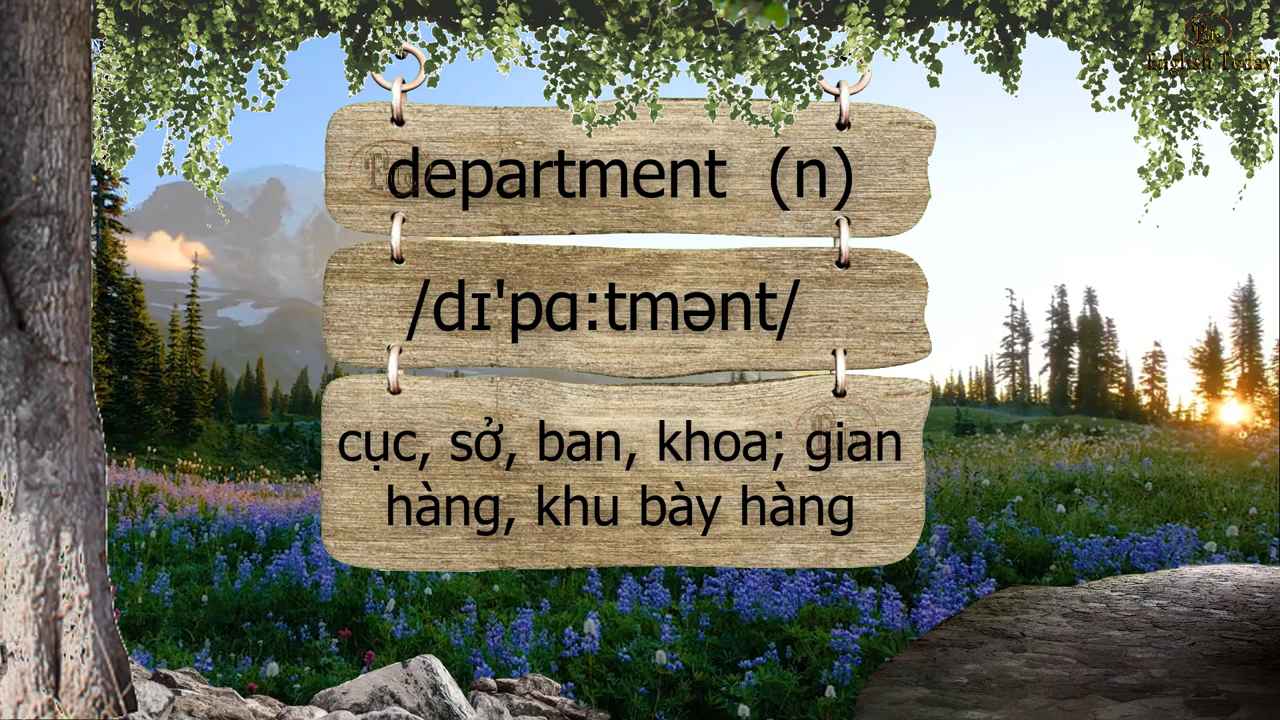 English Today
department (n)
/dɪ'pɑ:tmənt/
cục, sở, ban, khoa; gian
hàng, khu bày hàng